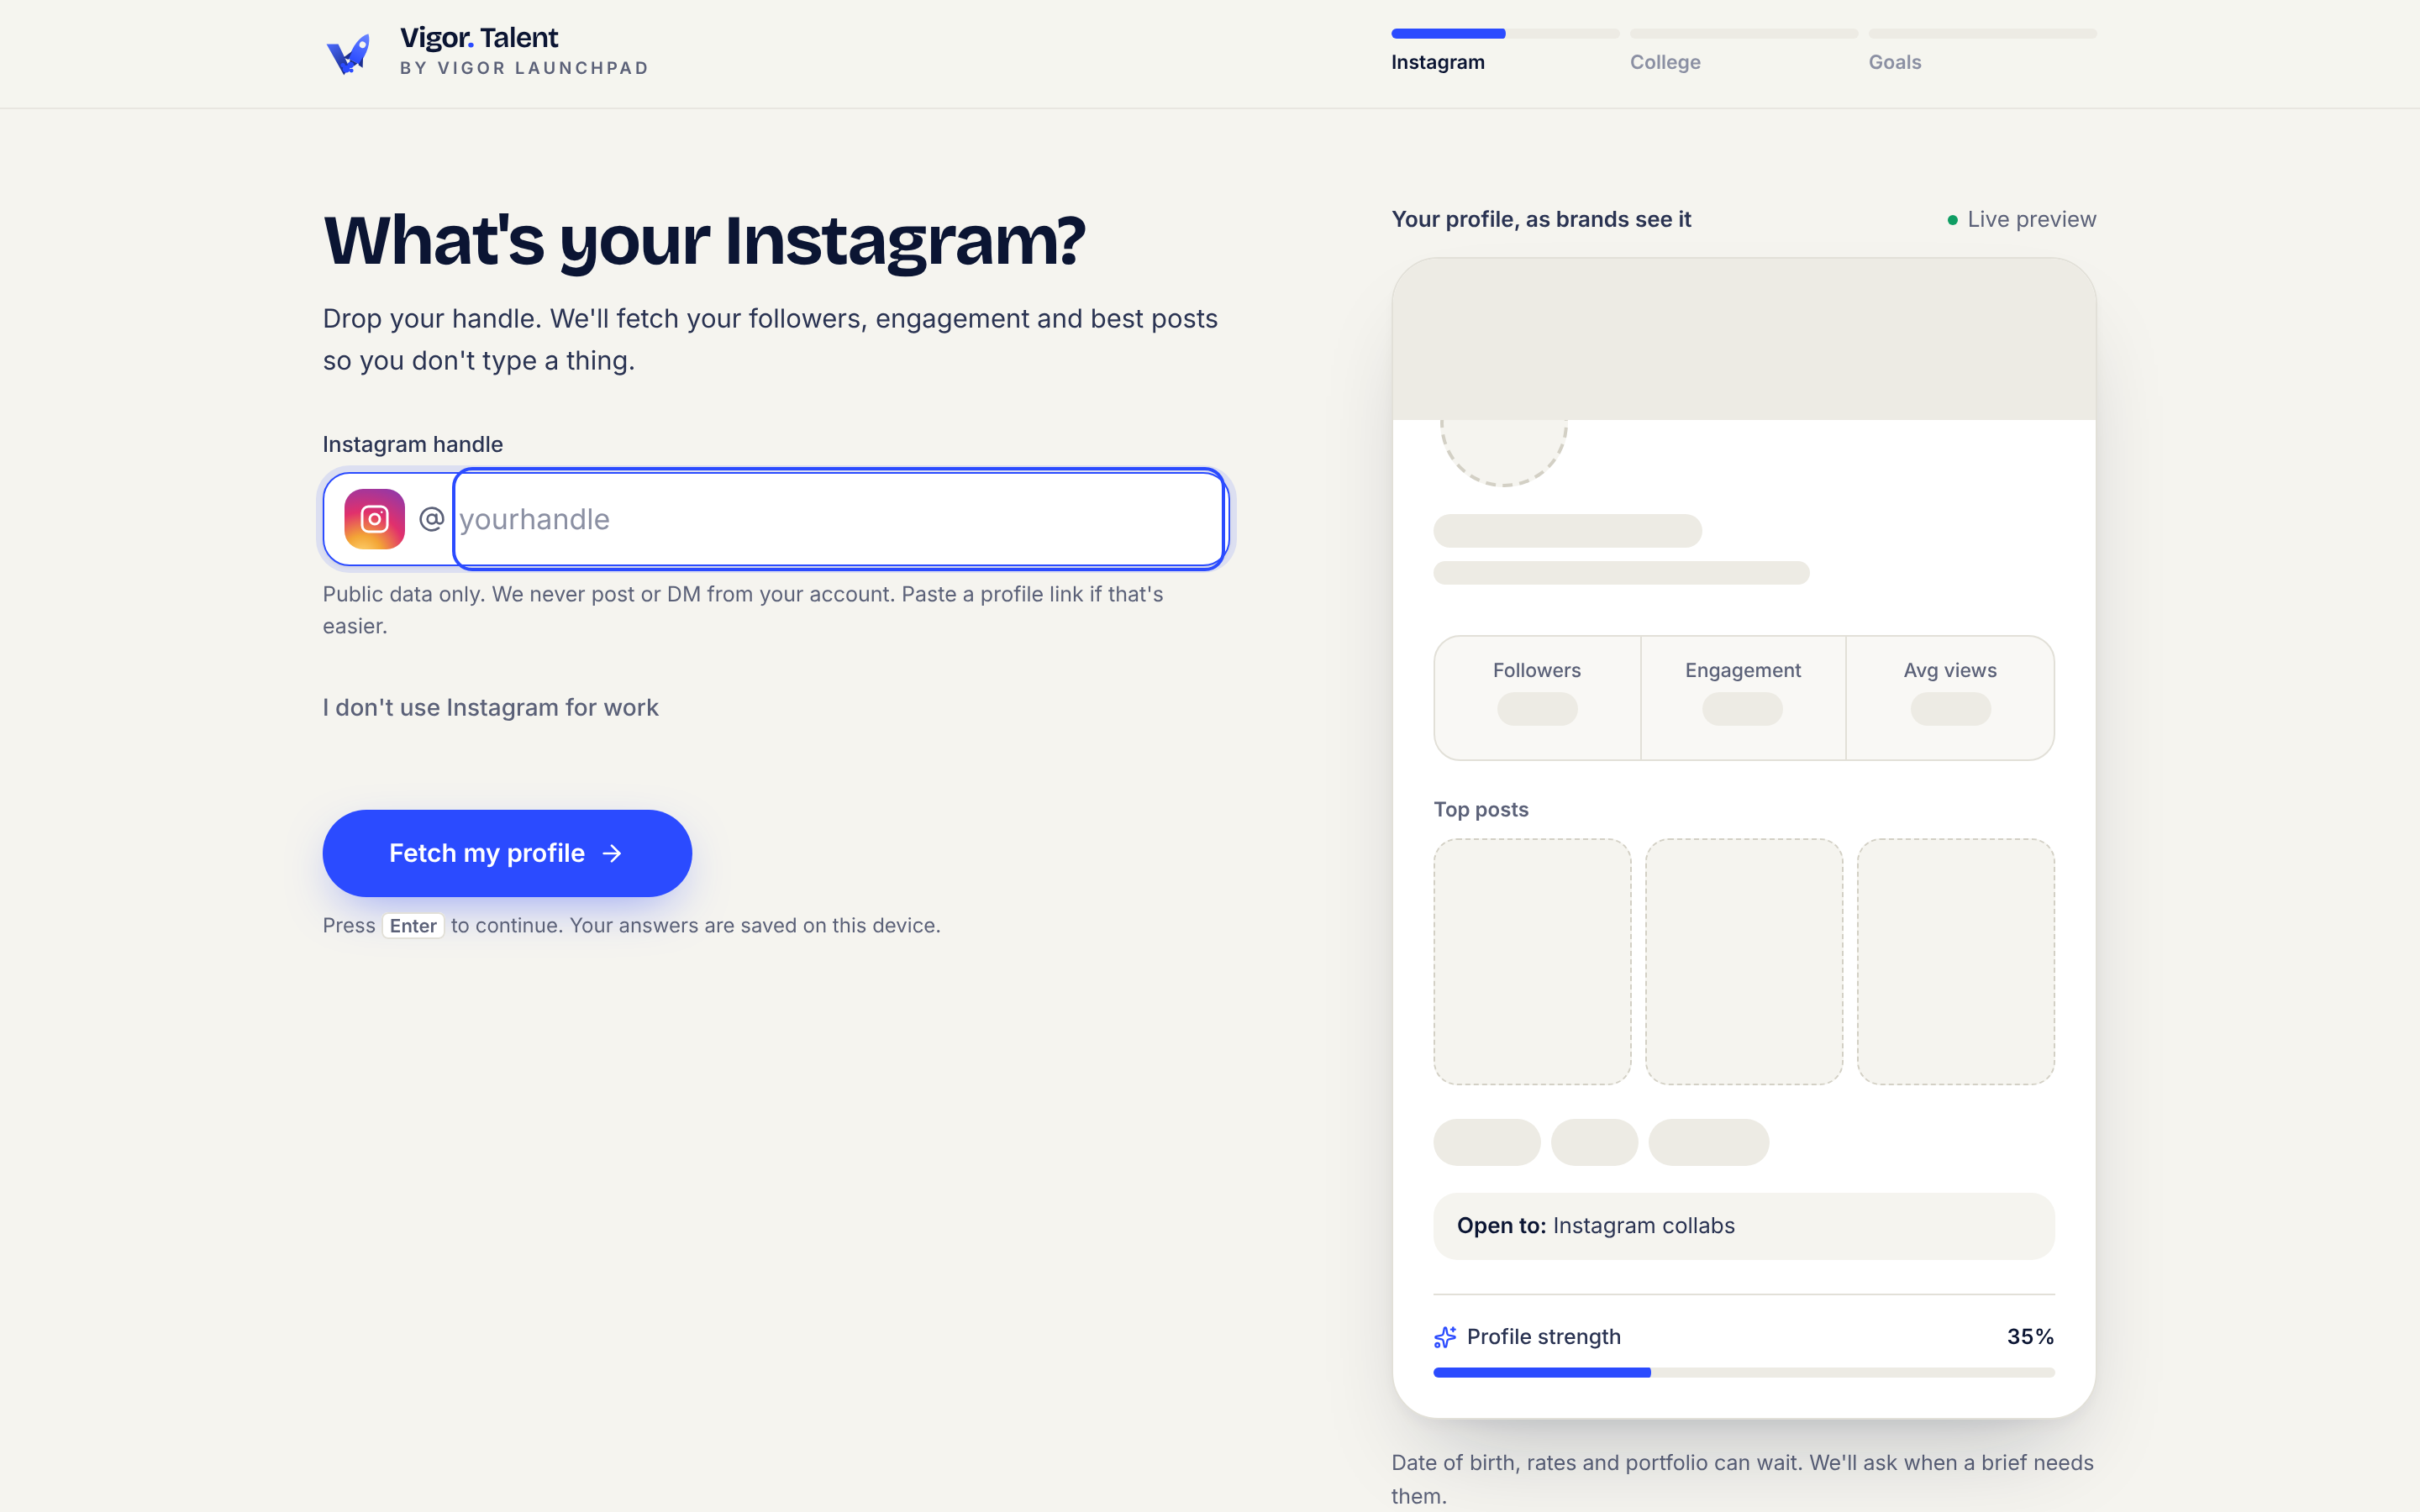 Vigor. Talent
BY VIGOR LAUNCHPAD
Instagram
College
Goals
What's your Instagram?
Drop your handle. We'll fetch your followers, engagement and best posts
so you don't type a thing.
Instagram handle
@ yourhandle
Public data only. We never post or DM from your account. Paste a profile link if that's
easier.
I don't use Instagram for work
Fetch my profile →
Press Enter to continue. Your answers are saved on this device.
Your profile, as brands see it
Live preview
Followers
Engagement
Avg views
Top posts
Open to: Instagram collabs
Profile strength
35%
Date of birth, rates and portfolio can wait. We'll ask when a brief needs
them.